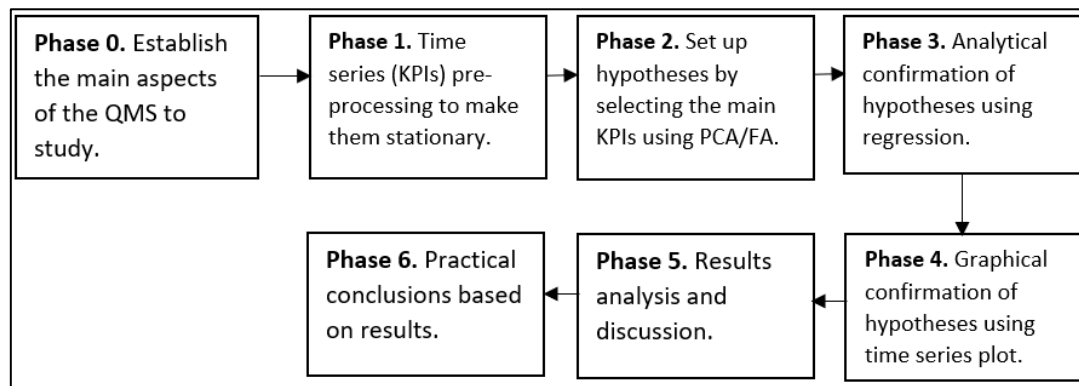 Phase 0. Establish
the main aspects
of the QMS to
study.
Phase 1. Time
series (KPIs) pre-
processing to make
them stationary.
Phase 2. Set up
hypotheses by
selecting the main
KPIs using PCA/FA.
Phase 3. Analytical
confirmation of
hypotheses using
regression.
Phase 4. Graphical
confirmation of
hypotheses using
time series plot.
Phase 5. Results
analysis and
discussion.
Phase 6. Practical
conclusions based
on results.